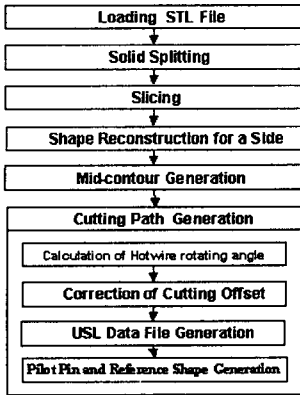 Loading STL File
Solid Splitting
Slicing
Shape Reconstruction for a Side
Mid-contour Generation
Cutting Path Generation
Calculation of Hotwire rotating angle
Correction of Cutting Offset
USL Data File Generation
Pilot Pin and Reference Shape Generation